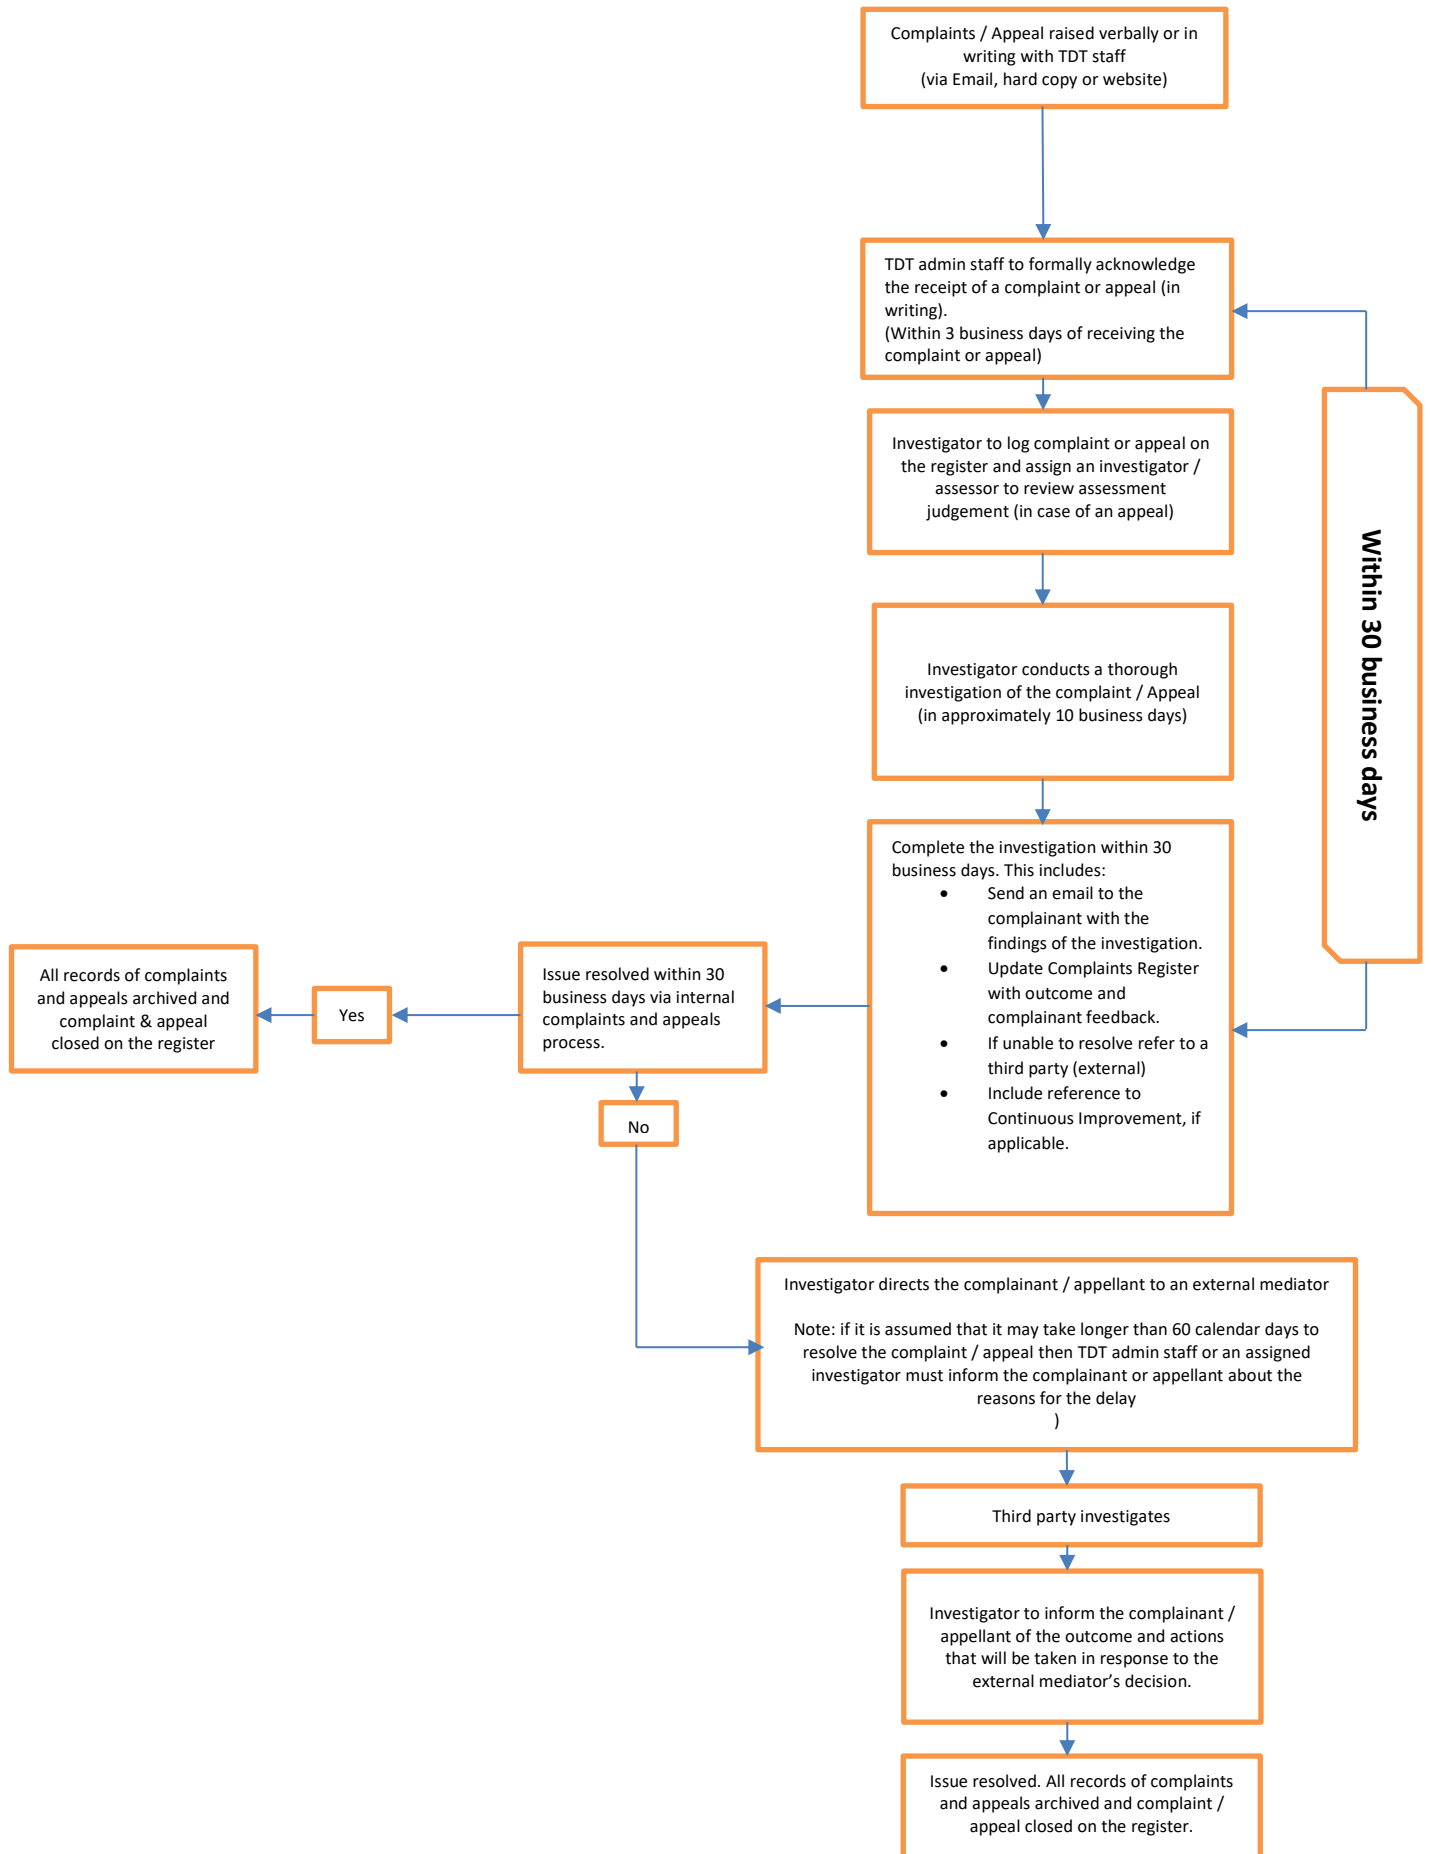 Complaints / Appeal raised verbally or in
writing with TDT staff
(via Email, hard copy or website)
TDT admin staff to formally acknowledge
the receipt of a complaint or appeal (in
writing).
(Within 3 business days of receiving the
complaint or appeal)
Investigator to log complaint or appeal on
the register and assign an investigator /
assessor to review assessment
judgement (in case of an appeal)
Within 30 business days
Investigator conducts a thorough
investigation of the complaint / Appeal
(in approximately 10 business days)
Complete the investigation within 30
business days. This includes:
• Send an email to the
complainant with the
findings of the investigation.
• Update Complaints Register
with outcome and
complainant feedback.
• If unable to resolve refer to a
third party (external)
• Include reference to
Continuous Improvement, if
applicable.
Issue resolved within 30
business days via internal
complaints and appeals
process.
Yes
All records of complaints
and appeals archived and
complaint & appeal
closed on the register
No
Investigator directs the complainant / appellant to an external mediator
Note: if it is assumed that it may take longer than 60 calendar days to
resolve the complaint / appeal then TDT admin staff or an assigned
investigator must inform the complainant or appellant about the
reasons for the delay
)
Third party investigates
Investigator to inform the complainant /
appellant of the outcome and actions
that will be taken in response to the
external mediator’s decision.
Issue resolved. All records of complaints
and appeals archived and complaint /
appeal closed on the register.